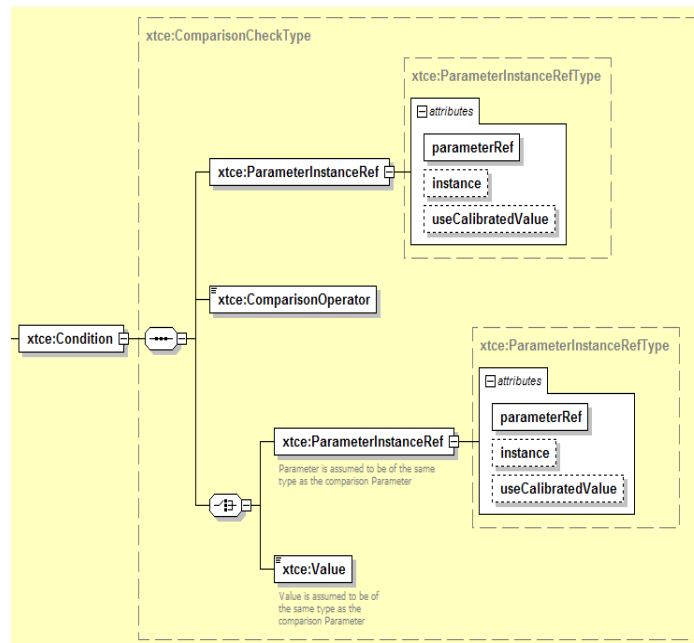 xtce:ComparisonCheckType
xtce:ParameterInstanceRefType
attributes
parameterRef
xtce:ParameterInstanceRef
instance
useCalibratedValue
xtce:ComparisonOperator
xtce:Condition
xtce:ParameterInstanceRefType
attributes
parameterRef
xtce:ParameterInstanceRef
instance
Parameter is assumed to be of the same
type as the comparison Parameter
useCalibratedValue
xtce:Value
Value is assumed to be of
the same type as the
comparison Parameter